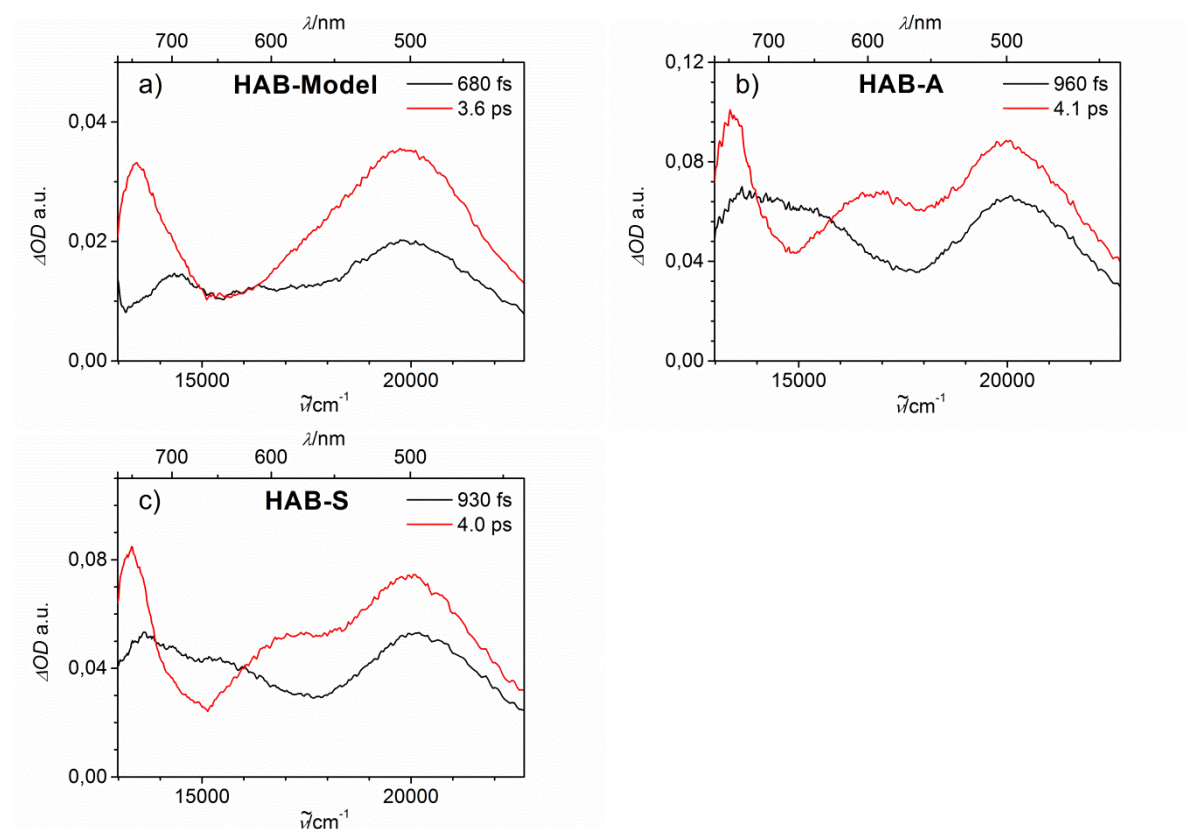 λ/nm
700 600 500
a) HAB-Model
680 fs
3.6 ps
0,04
0,02
0,00
ΔOD a.u.
15000 20000
ṽ/cm⁻¹
λ/nm
700 600 500
0,12
b) HAB-A
960 fs
4.1 ps
0,08
0,04
0,00
ΔOD a.u.
15000 20000
ṽ/cm⁻¹
λ/nm
700 600 500
c) HAB-S
930 fs
4.0 ps
0,08
0,04
0,00
ΔOD a.u.
15000 20000
ṽ/cm⁻¹